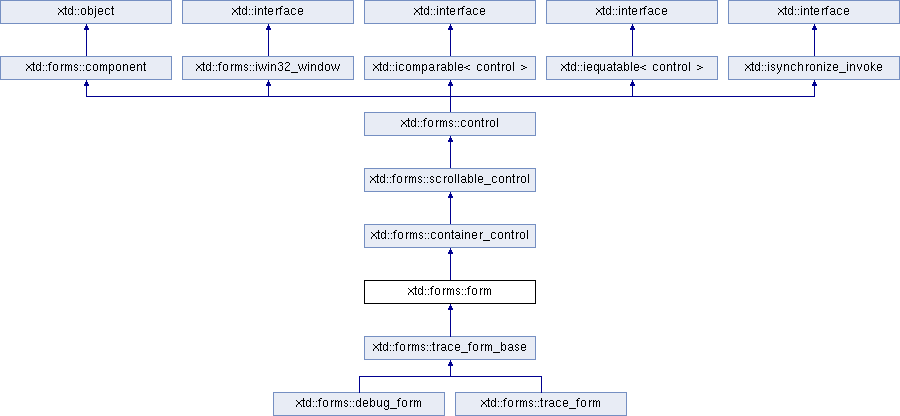 xtd::object
xtd::interface
xtd::interface
xtd::interface
xtd::interface
xtd::forms::component
xtd::forms::iwin32_window
xtd::icomparable< control >
xtd::iequatable< control >
xtd::isynchronize_invoke
xtd::forms::control
xtd::forms::scrollable_control
xtd::forms::container_control
xtd::forms::form
xtd::forms::trace_form_base
xtd::forms::debug_form
xtd::forms::trace_form